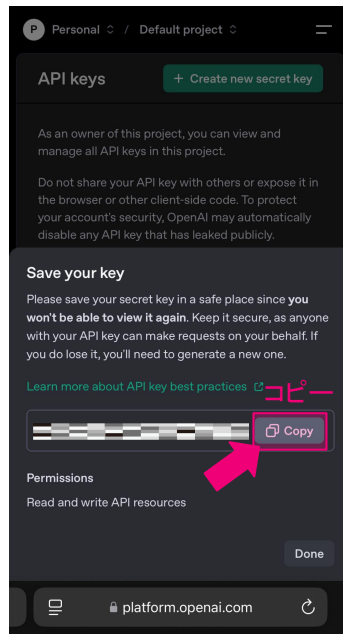 P Personal / Default project
API keys
+ Create new secret key
As an owner of this project, you can view and
manage all API keys in this project.
Do not share your API key with others or expose it in
the browser or other client-side code. To protect
your account's security, OpenAI may automatically
disable any API key that has leaked publicly.
Save your key
Please save your secret key in a safe place since you
won't be able to view it again. Keep it secure, as anyone
with your API key can make requests on your behalf. If
you do lose it, you'll need to generate a new one.
Learn more about API key best practices
コピー
Copy
Permissions
Read and write API resources
Done
platform.openai.com